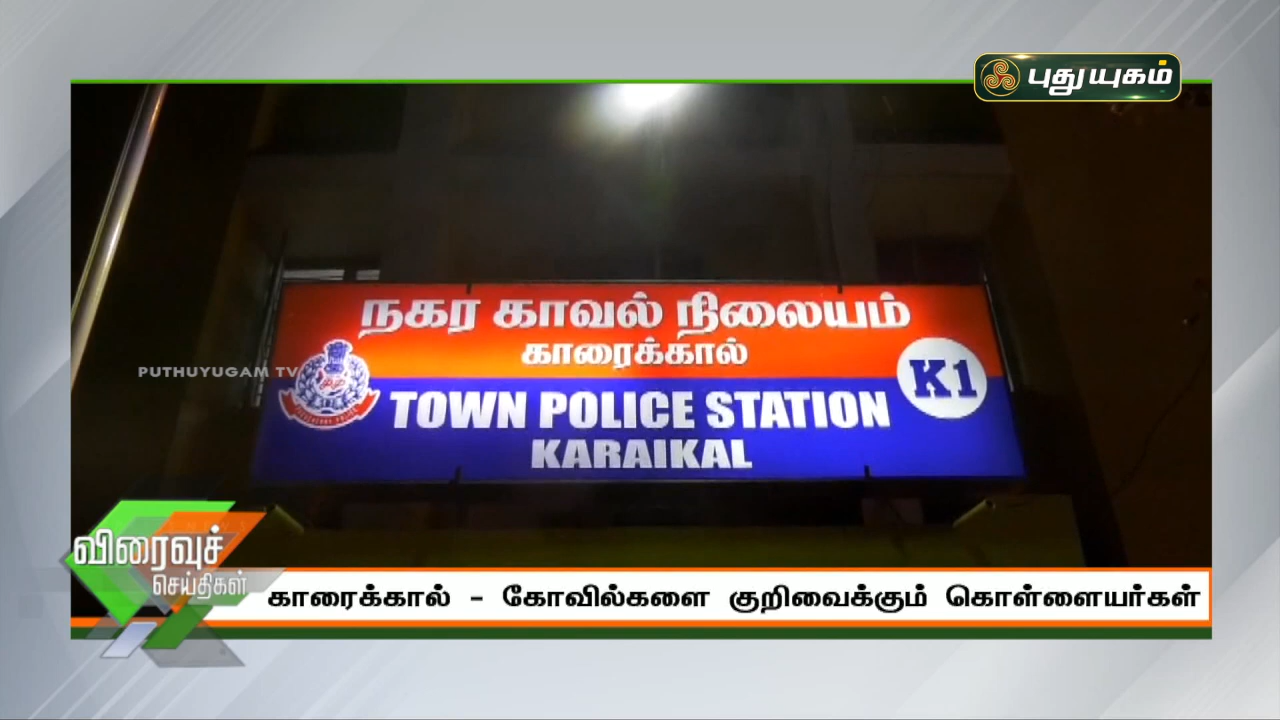 புதுயுகம்
நகர காவல் நிலையம்
காரைக்கால்
K1
PUTHUYUGAM TV
TOWN POLICE STATION
KARAIKAL
விரைவுச்
செய்திகள்
காரைக்கால் - கோவில்களை குறிவைக்கும் கொள்ளையர்கள்